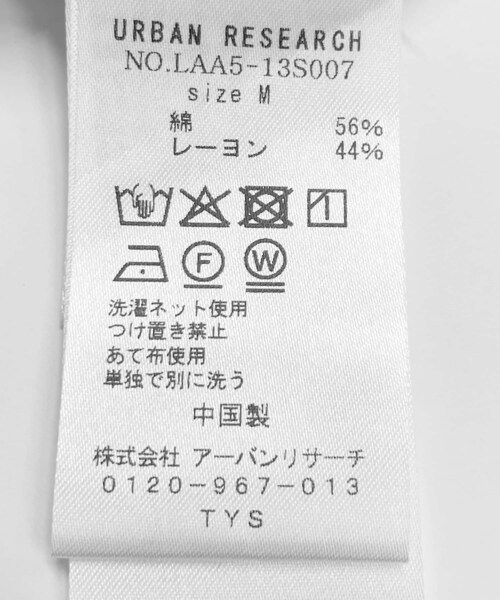 URBAN RESEARCH
NO.LAA5-13S007
size M
綿 56%
レーヨン 44%
F W
洗濯ネット使用
つけ置き禁止
あて布使用
単独で別に洗う
中国製
株式会社 アーバンリサーチ
0120-967-013
TYS